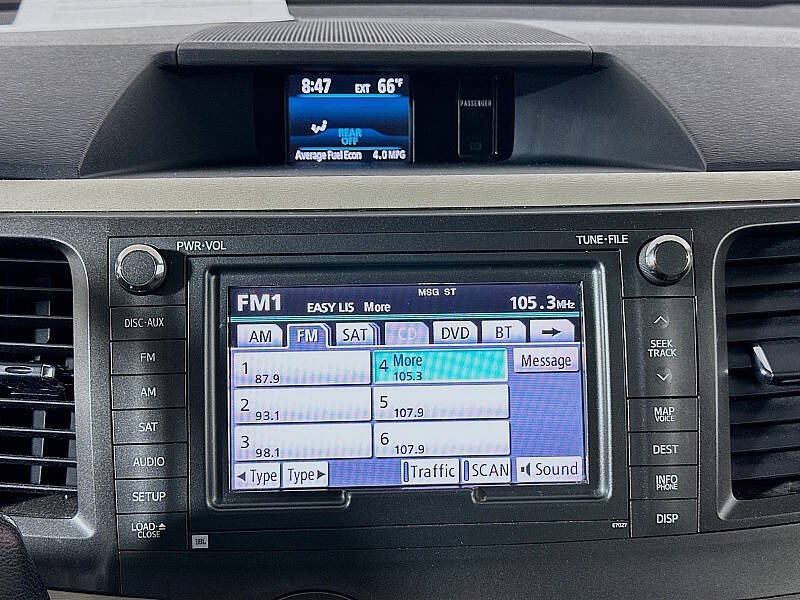 8:47 EXT 66°F
PASSENGER
REAR
OFF
Average Fuel Econ 4.0 MPG
PWR·VOL
TUNE·FILE
DISC·AUX
FM
AM
SAT
AUDIO
SETUP
LOAD·⏏
CLOSE
JBL
MSG ST
FM1 EASY LIS More 105.3MHz
AM FM SAT CD DVD BT →
1 87.9
4 More
105.3
Message
2 93.1
5 107.9
3 98.1
6 107.9
◀Type Type▶ Traffic SCAN Sound
SEEK
TRACK
MAP
VOICE
DEST
INFO
PHONE
DISP
E7027